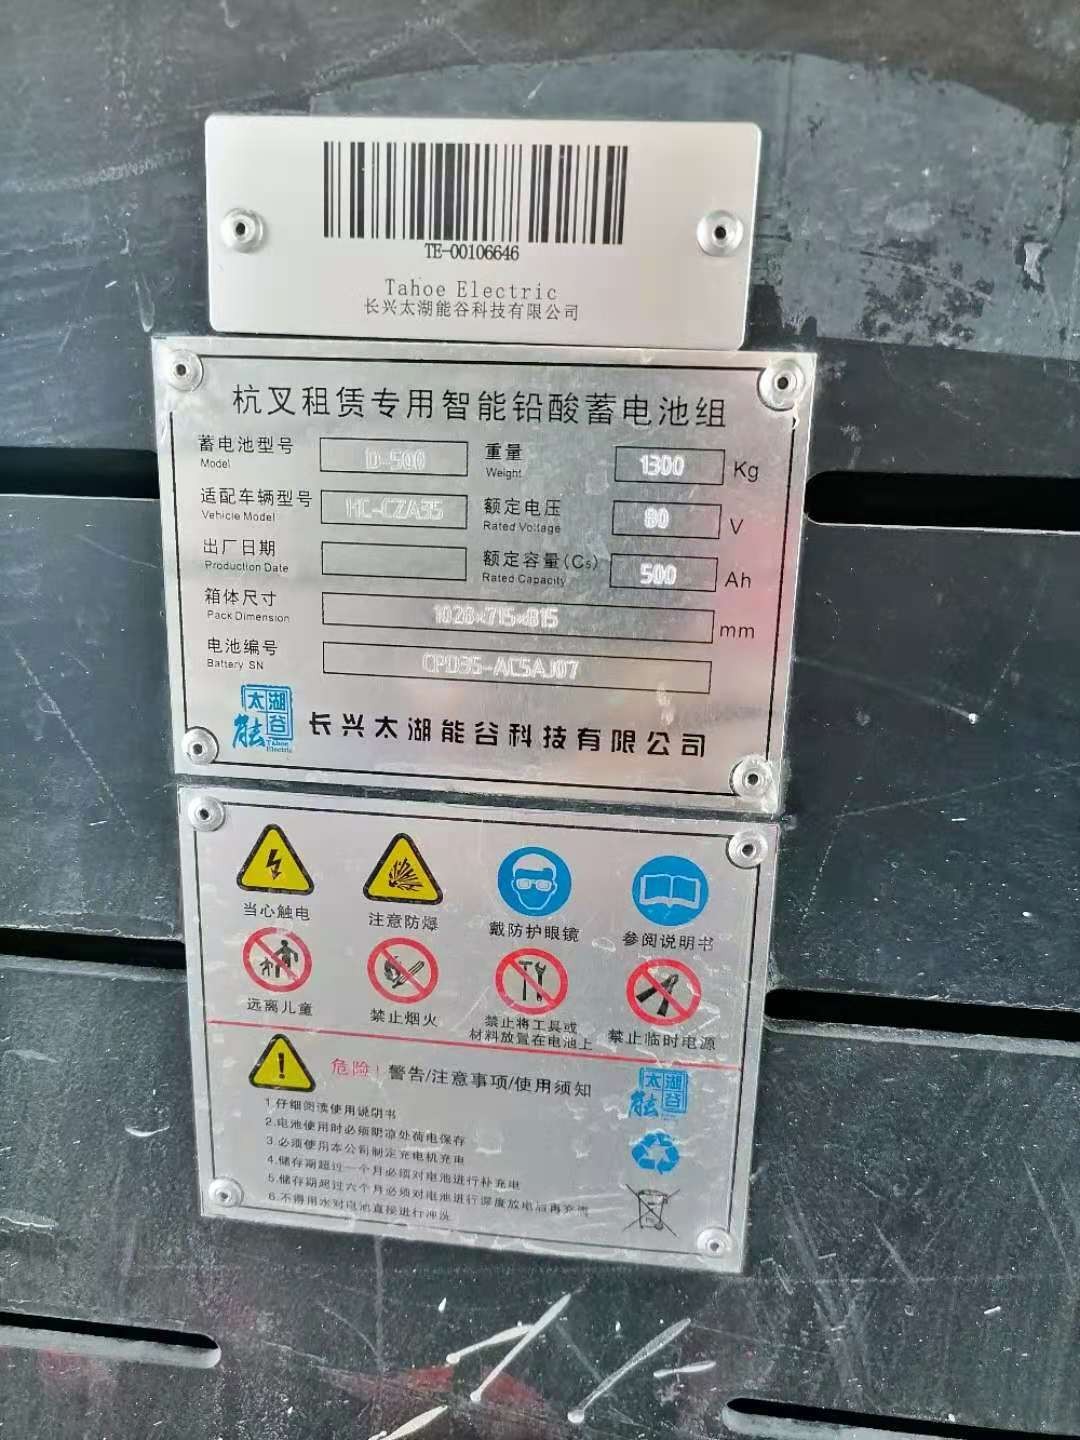 TE-00106646
Tahoe Electric
长兴太湖能谷科技有限公司
杭叉租赁专用智能铅酸蓄电池组
蓄电池型号 D-500 重量 1300 Kg
Model Weight
适配车辆型号 HC-CZA35 额定电压 80 V
Vehicle Model Rated Voltage
出厂日期 额定容量(C5) 500 Ah
Production Date Rated Capacity
箱体尺寸 1028×715×815 mm
Pack Dimension
电池编号 CPD35-AC5AJ07
Battery SN
太湖能谷 Tahoe Electric 长兴太湖能谷科技有限公司
当心触电 注意防爆 戴防护眼镜 参阅说明书
远离儿童 禁止烟火 禁止将工具或 禁止临时电源
材料放置在电池上
危险! 警告/注意事项/使用须知
太湖能谷
1.仔细阅读使用说明书
2.电池使用时必须阴凉处荷电保存
3.必须使用本公司制定充电机充电
4.储存期超过一个月必须对电池进行补充电
5.储存期超过六个月必须对电池进行深度放电后再充电
6.不得用水对电池直接进行冲洗